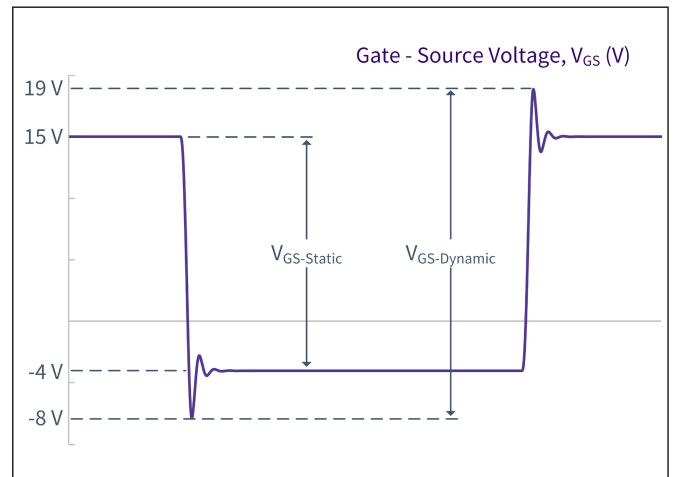 Gate - Source Voltage, VGS (V)
19 V
15 V
VGS-Static
VGS-Dynamic
-4 V
-8 V